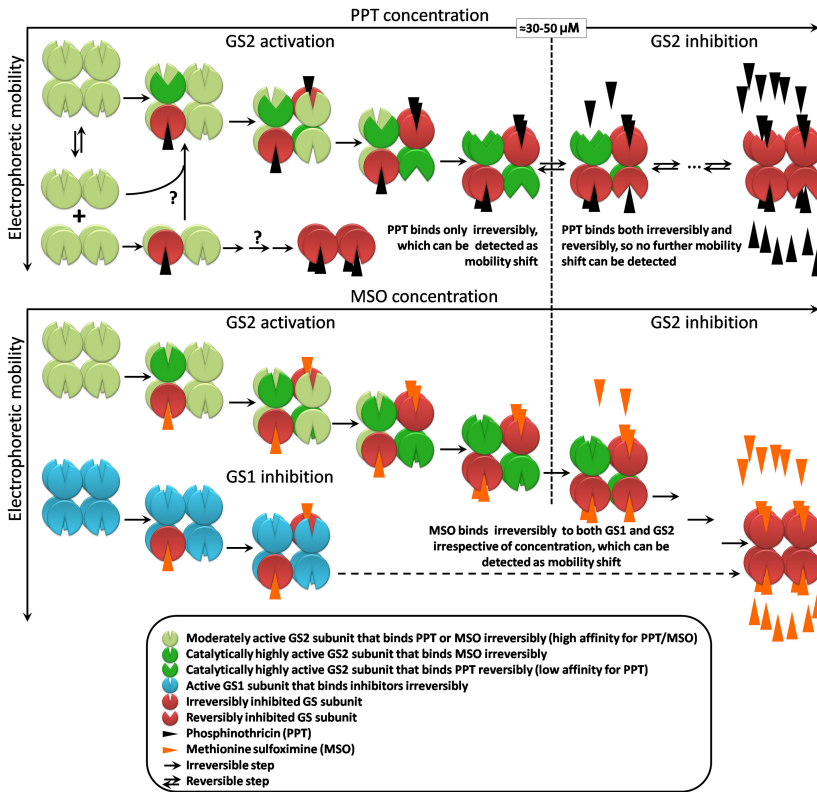 PPT concentration
≈30-50 µM
GS2 activation
GS2 inhibition
Electrophoretic mobility
+
?
?
...
PPT binds only irreversibly,
which can be detected as
mobility shift
PPT binds both irreversibly and
reversibly, so no further mobility
shift can be detected
MSO concentration
GS2 activation
GS2 inhibition
Electrophoretic mobility
GS1 inhibition
MSO binds irreversibly to both GS1 and GS2
irrespective of concentration, which can be
detected as mobility shift
Moderately active GS2 subunit that binds PPT or MSO irreversibly (high affinity for PPT/MSO)
Catalytically highly active GS2 subunit that binds MSO irreversibly
Catalytically highly active GS2 subunit that binds PPT reversibly (low affinity for PPT)
Active GS1 subunit that binds inhibitors irreversibly
Irreversibly inhibited GS subunit
Reversibly inhibited GS subunit
Phosphinothricin (PPT)
Methionine sulfoximine (MSO)
Irreversible step
Reversible step